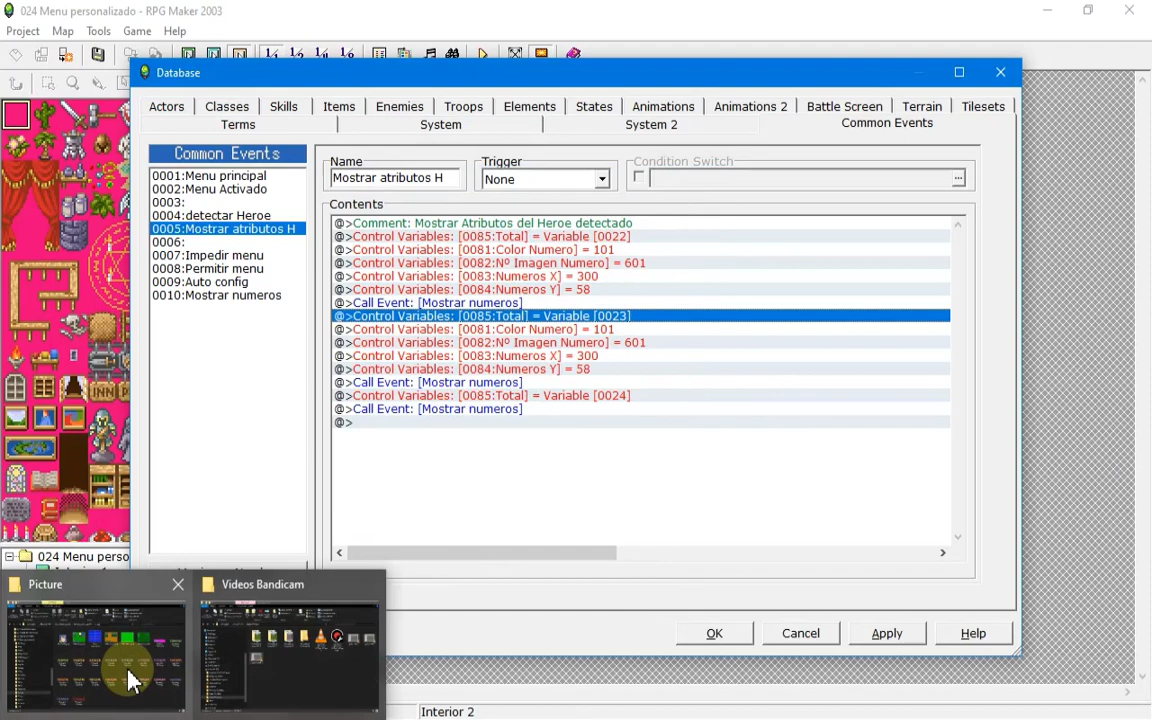 024 Menu personalizado - RPG Maker 2003
Project Map Tools Game Help
Database
Actors Classes Skills Items Enemies Troops Elements States Animations Animations 2 Battle Screen Terrain Tilesets
Terms System System 2 Common Events
Common Events
0001:Menu principal
0002:Menu Activado
0003:
0004:detectar Heroe
0005:Mostrar atributos H
0006:
0007:Impedir menu
0008:Permitir menu
0009:Auto config
0010:Mostrar numeros
Name
Mostrar atributos H
Trigger
None
Condition Switch
...
Contents
@>Comment: Mostrar Atributos del Heroe detectado
@>Control Variables: [0085:Total] = Variable [0022]
@>Control Variables: [0081:Color Numero] = 101
@>Control Variables: [0082:Nº Imagen Numero] = 601
@>Control Variables: [0083:Numeros X] = 300
@>Control Variables: [0084:Numeros Y] = 58
@>Call Event: [Mostrar numeros]
@>Control Variables: [0085:Total] = Variable [0023]
@>Control Variables: [0081:Color Numero] = 101
@>Control Variables: [0082:Nº Imagen Numero] = 601
@>Control Variables: [0083:Numeros X] = 300
@>Control Variables: [0084:Numeros Y] = 58
@>Call Event: [Mostrar numeros]
@>Control Variables: [0085:Total] = Variable [0024]
@>Call Event: [Mostrar numeros]
@>
024 Menu perso
Picture
Videos Bandicam
OK Cancel Apply Help
Interior 2